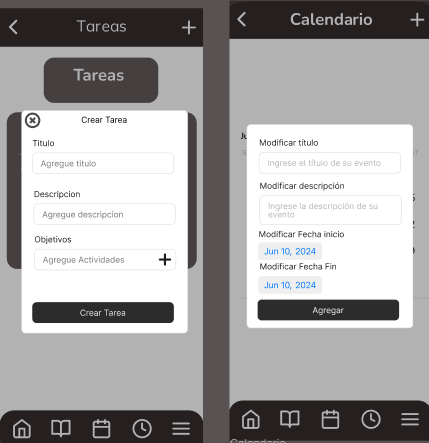 Tareas
Tareas
Crear Tarea
Titulo
Agregue titulo
Descripcion
Agregue descripcion
Objetivos
Agregue Actividades
Crear Tarea
Calendario
Modificar título
Ingrese el título de su evento
Modificar descripción
Ingrese la descripción de su
evento
Modificar Fecha inicio
Jun 10, 2024
Modificar Fecha Fin
Jun 10, 2024
Agregar
Calendario